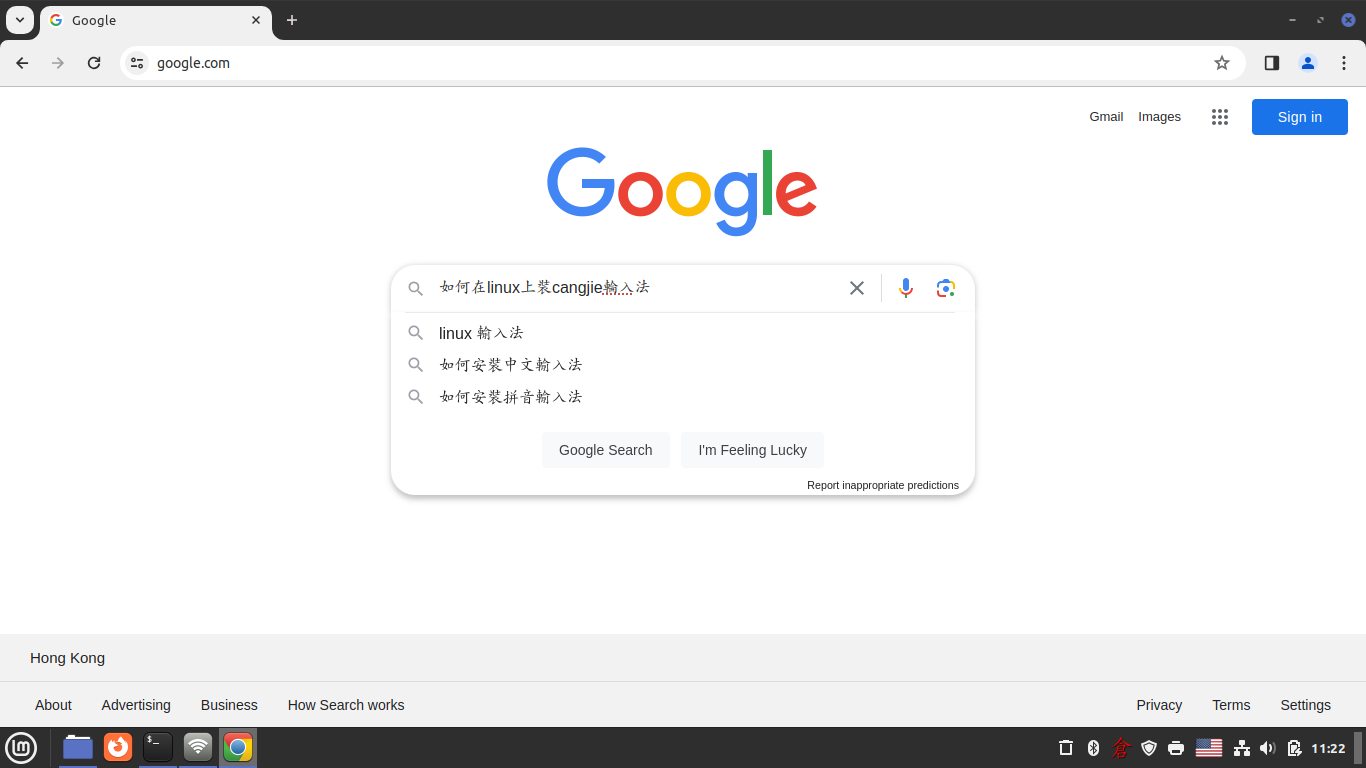 Google
google.com
Gmail Images Sign in
Google
如何在linux上裝cangjie輸入法
linux 輸入法
如何安裝中文輸入法
如何安裝拼音輸入法
Google Search I'm Feeling Lucky
Report inappropriate predictions
Hong Kong
About Advertising Business How Search works Privacy Terms Settings
$_ 倉 11:22